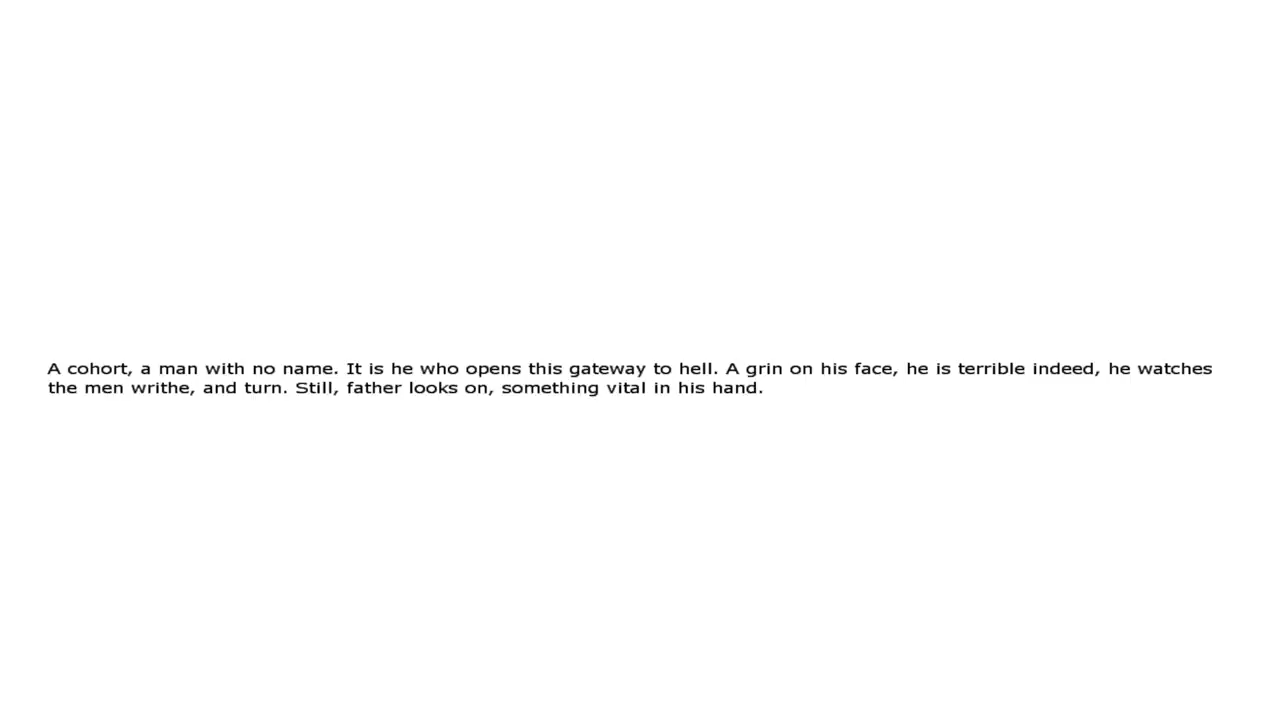 A cohort, a man with no name. It is he who opens this gateway to hell. A grin on his face, he is terrible indeed, he watches
the men writhe, and turn. Still, father looks on, something vital in his hand.